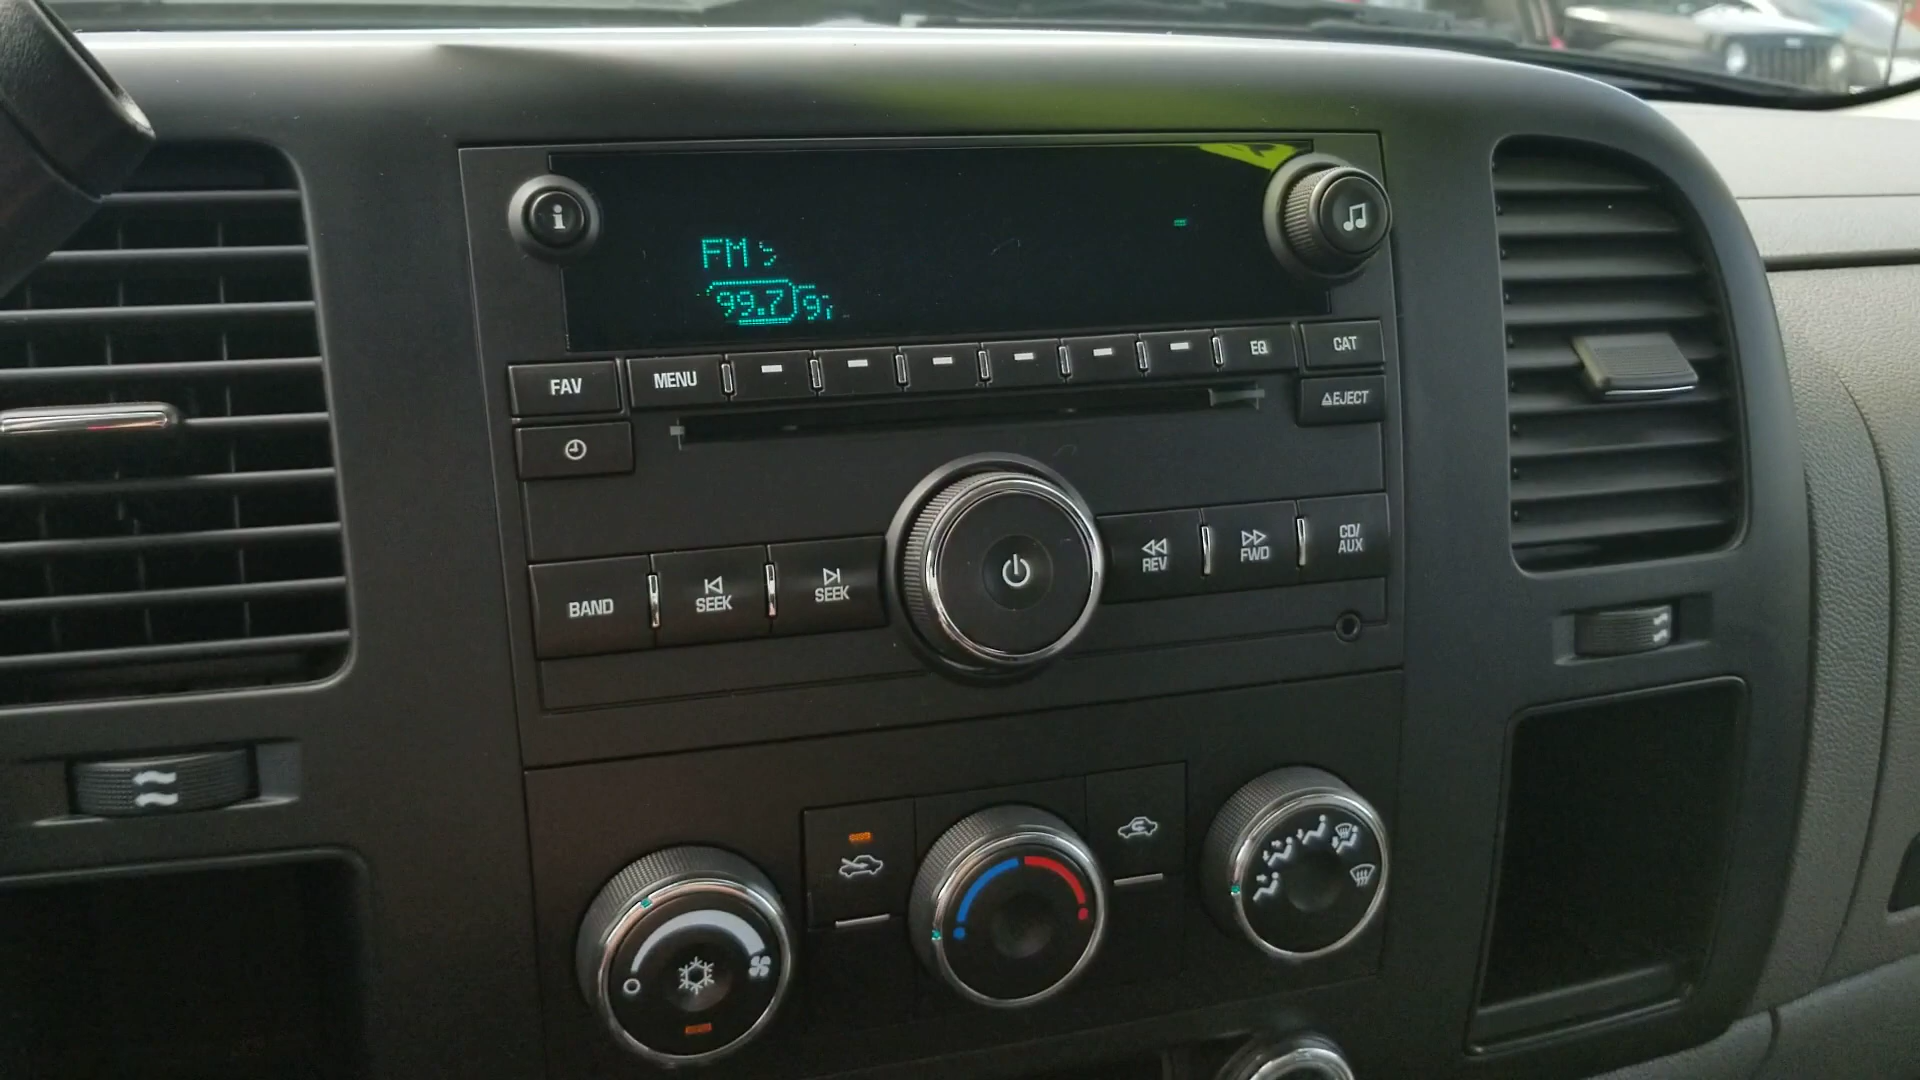 FM
99.7
FAV
MENU
EQ
CAT
EJECT
BAND
SEEK
SEEK
REV
FWD
CD/
AUX